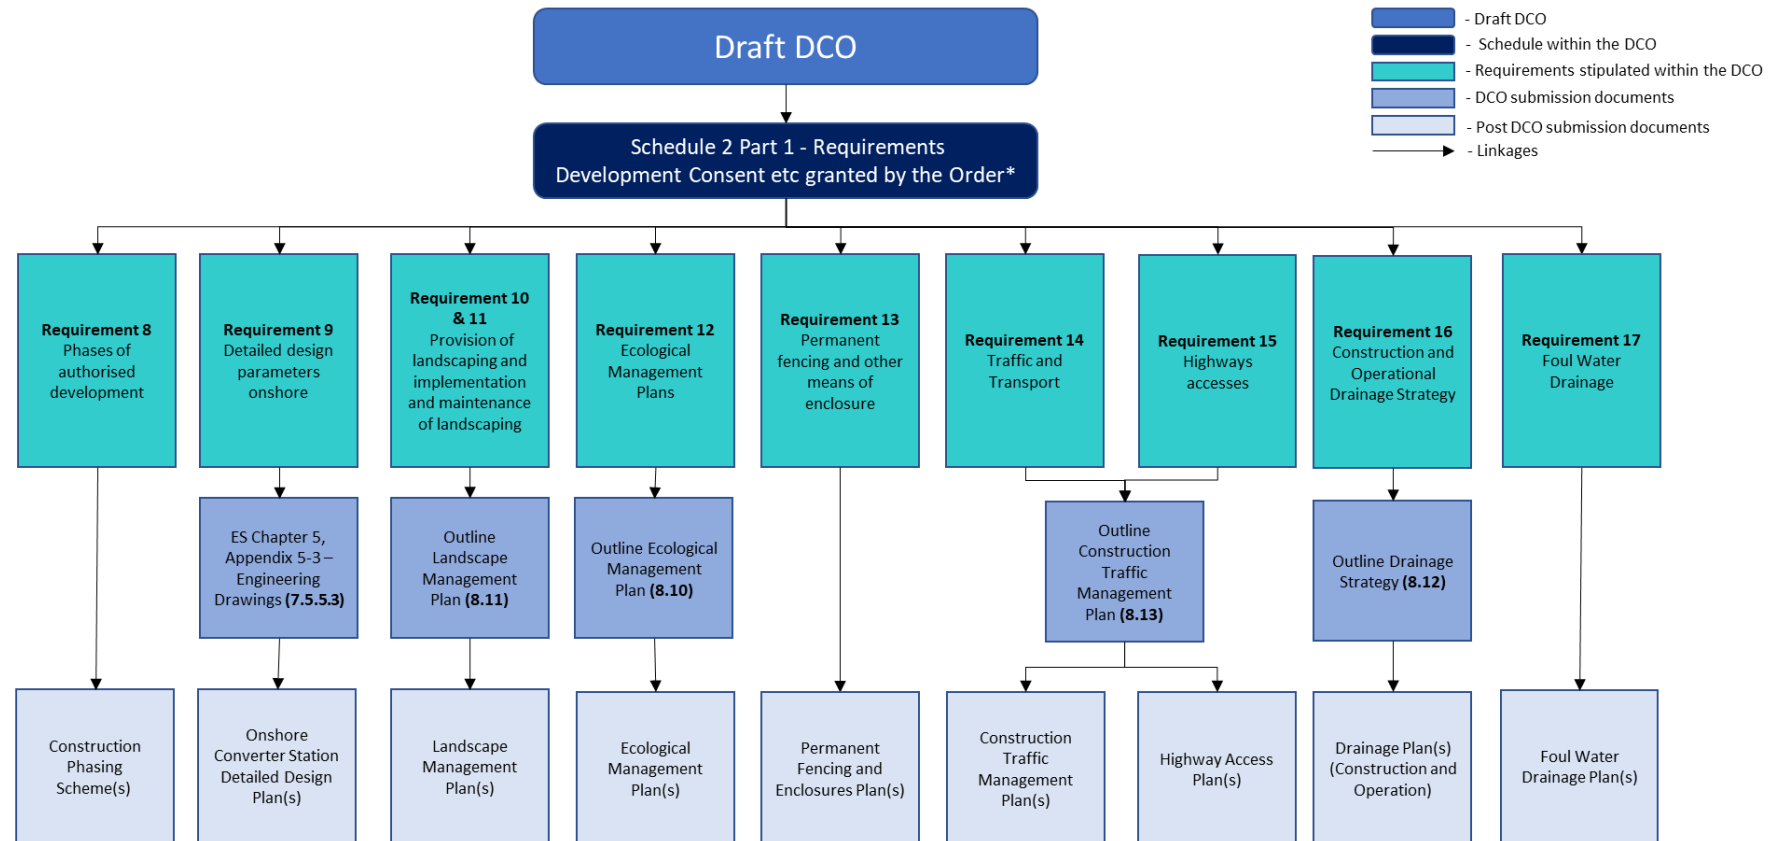 Draft DCO
- Draft DCO
- Schedule within the DCO
- Requirements stipulated within the DCO
- DCO submission documents
- Post DCO submission documents
- Linkages
Schedule 2 Part 1 - Requirements
Development Consent etc granted by the Order*
Requirement 8
Phases of
authorised
development
Requirement 9
Detailed design
parameters
onshore
Requirement 10
& 11
Provision of
landscaping and
implementation
and maintenance
of landscaping
Requirement 12
Ecological
Management
Plans
Requirement 13
Permanent
fencing and other
means of
enclosure
Requirement 14
Traffic and
Transport
Requirement 15
Highways
accesses
Requirement 16
Construction and
Operational
Drainage Strategy
Requirement 17
Foul Water
Drainage
ES Chapter 5,
Appendix 5-3 –
Engineering
Drawings (7.5.5.3)
Outline
Landscape
Management
Plan (8.11)
Outline Ecological
Management
Plan (8.10)
Outline
Construction
Traffic
Management
Plan (8.13)
Outline Drainage
Strategy (8.12)
Construction
Phasing
Scheme(s)
Onshore
Converter Station
Detailed Design
Plan(s)
Landscape
Management
Plan(s)
Ecological
Management
Plan(s)
Permanent
Fencing and
Enclosures Plan(s)
Construction
Traffic
Management
Plan(s)
Highway Access
Plan(s)
Drainage Plan(s)
(Construction and
Operation)
Foul Water
Drainage Plan(s)